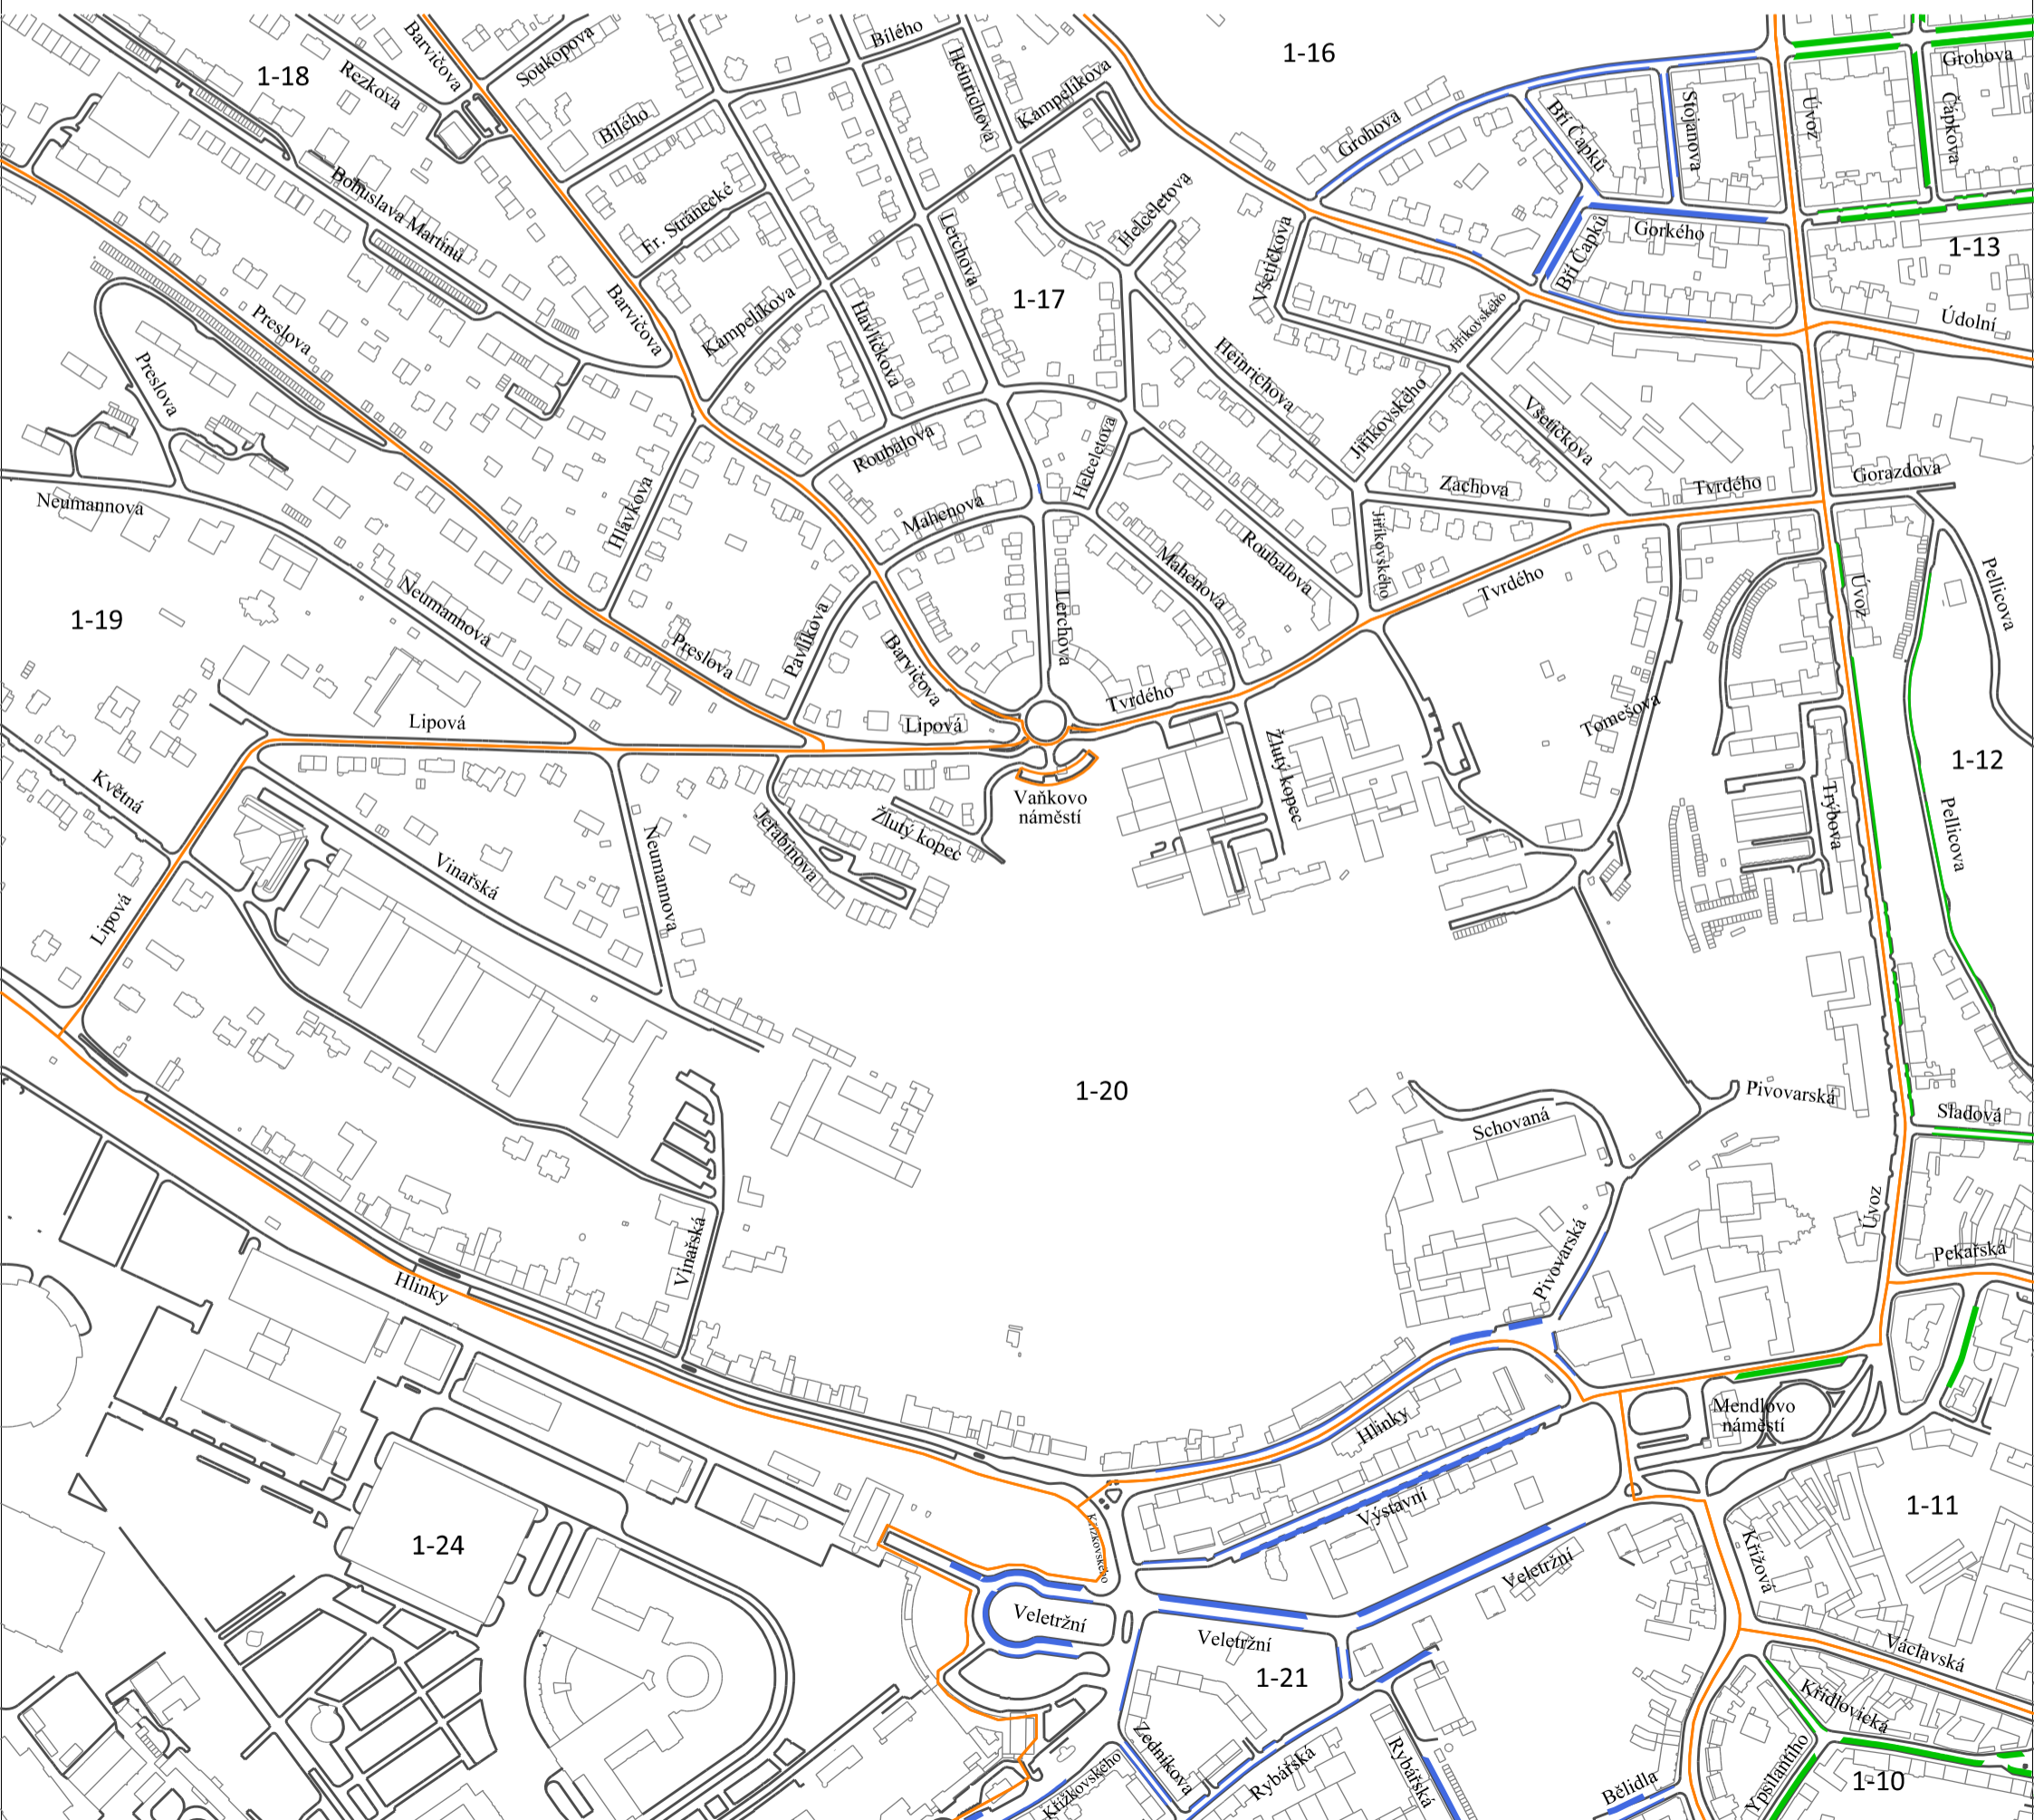 Barvičova
Soukopova
Bílého
Heinrichova
Kampelíkova
1-16
Grohova
1-18
Rezkova
Bílého
Grohova
Bří Čapků
Stojanova
Úvoz
Čapkova
Bohuslava Martinů
Fr. Stránecké
Lerchova
Helceletova
Všetičkova
Bří Čapků
Gorkého
1-13
Preslova
Barvičova
Kampelíkova
Havlíčkova
1-17
Jiříkovského
Údolní
Preslova
Heinrichova
Jiříkovského
Všetičkova
Roubalova
Helceletova
Neumannova
Hlávkova
Mahenova
Zachova
Tvrdého
Gorazdova
Jiříkovského
Roubalova
Mahenova
Tvrdého
Úvoz
Pellicova
1-19
Neumannova
Preslova
Pavlíkova
Barvičova
Lerchova
Tvrdého
Lipová
Lipová
Žlutý kopec
Tomešova
1-12
Květná
Vaňkovo
náměstí
Jeřabinova
Žlutý kopec
Neumannova
Vinařská
Trýbova
Pellicova
Lipová
1-20
Pivovarská
Schovaná
Sladová
Úvoz
Pivovarská
Pekařská
Vinařská
Hlinky
Hlinky
Mendlovo
náměstí
Výstavní
1-11
1-24
Křížkovského
Veletržní
Křížová
Veletržní
Veletržní
1-21
Václavská
Křídlovická
Zedníkova
Rybářská
Rybářská
Křížkovského
Bělidla
Ypsilantiho
1-10